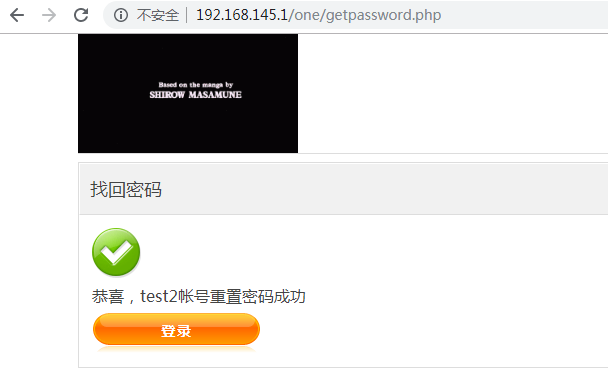 不安全 192.168.145.1/one/getpassword.php
Based on the manga by
SHIROW MASAMUNE
找回密码
恭喜，test2帐号重置密码成功
登录